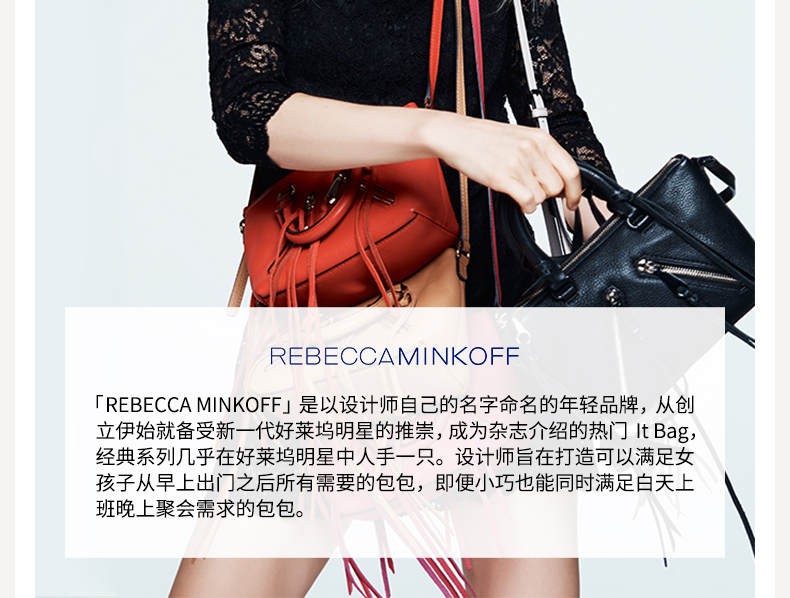 REBECCAMINKOFF
「REBECCA MINKOFF」是以设计师自己的名字命名的年轻品牌，从创
立伊始就备受新一代好莱坞明星的推崇，成为杂志介绍的热门 It Bag，
经典系列几乎在好莱坞明星中人手一只。设计师旨在打造可以满足女
孩子从早上出门之后所有需要的包包，即便小巧也能同时满足白天上
班晚上聚会需求的包包。